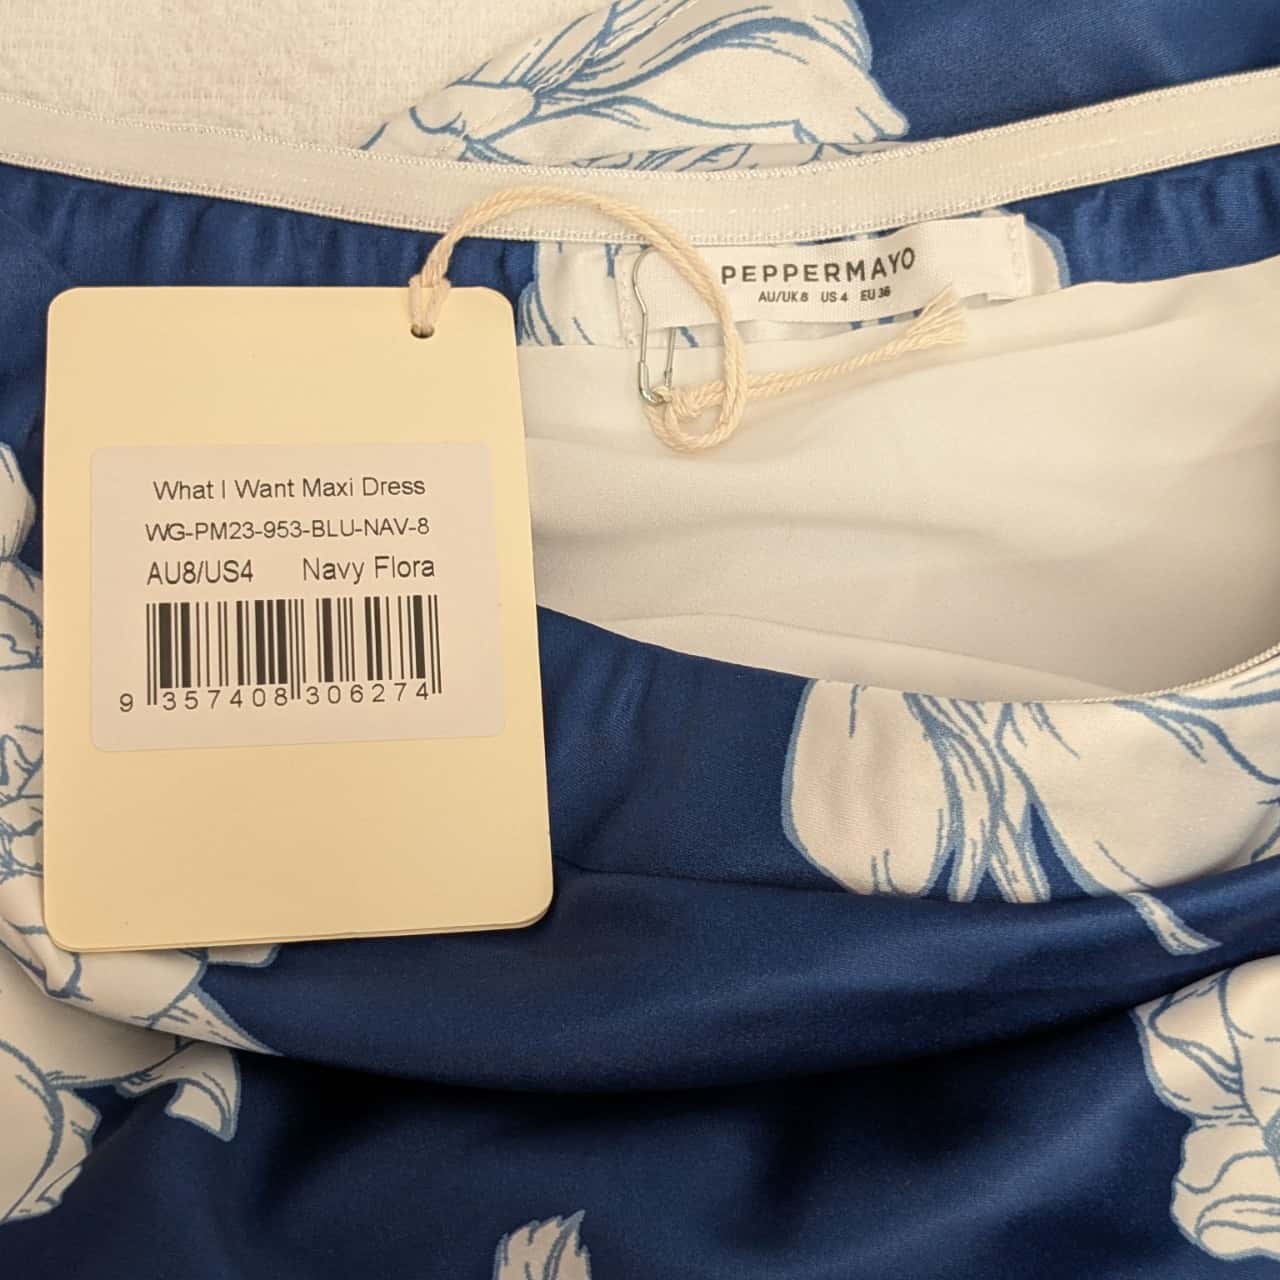 PEPPERMAYO
AU/UK 8 US 4 EU 36
What I Want Maxi Dress
WG-PM23-953-BLU-NAV-8
AU8/US4 Navy Flora
9 357408 306274